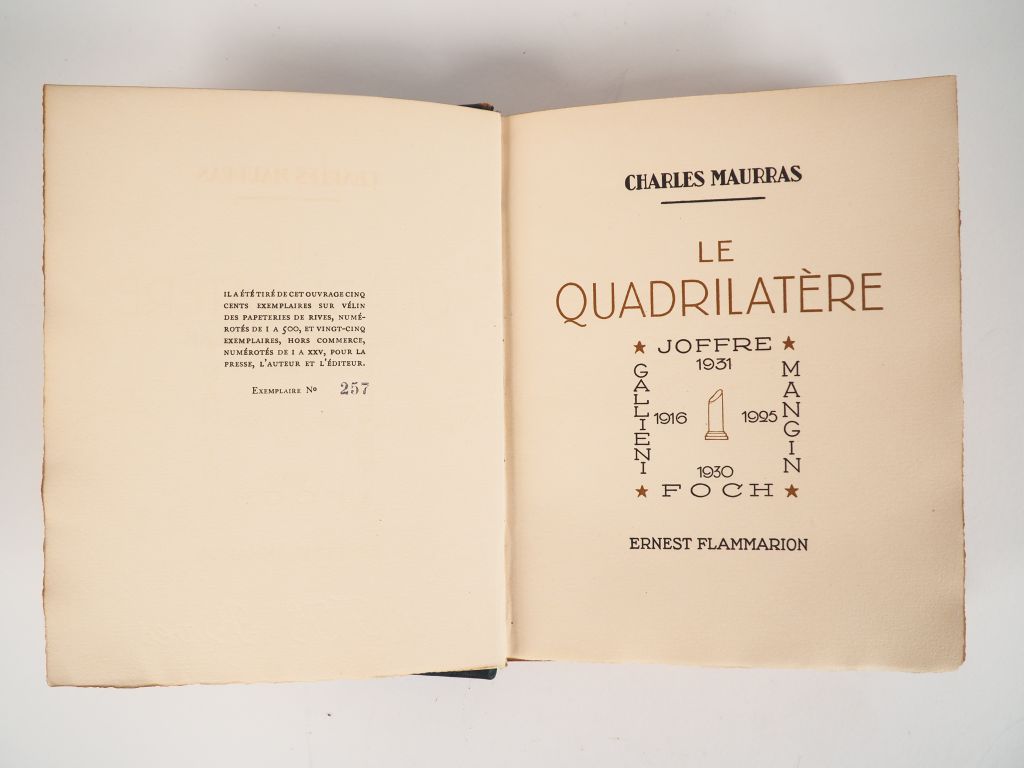 IL A ÉTÉ TIRÉ DE CET OUVRAGE CINQ
CENTS EXEMPLAIRES SUR VÉLIN
DES PAPETERIES DE RIVES, NUMÉ-
ROTÉS DE I A 500, ET VINGT-CINQ
EXEMPLAIRES, HORS COMMERCE,
NUMÉROTÉS DE I A XXV, POUR LA
PRESSE, L'AUTEUR ET L'ÉDITEUR.
EXEMPLAIRE No 257
CHARLES MAURRAS
LE
QUADRILATÈRE
JOFFRE
1931
GALLIENI
1916
1925
MANGIN
1930
FOCH
ERNEST FLAMMARION